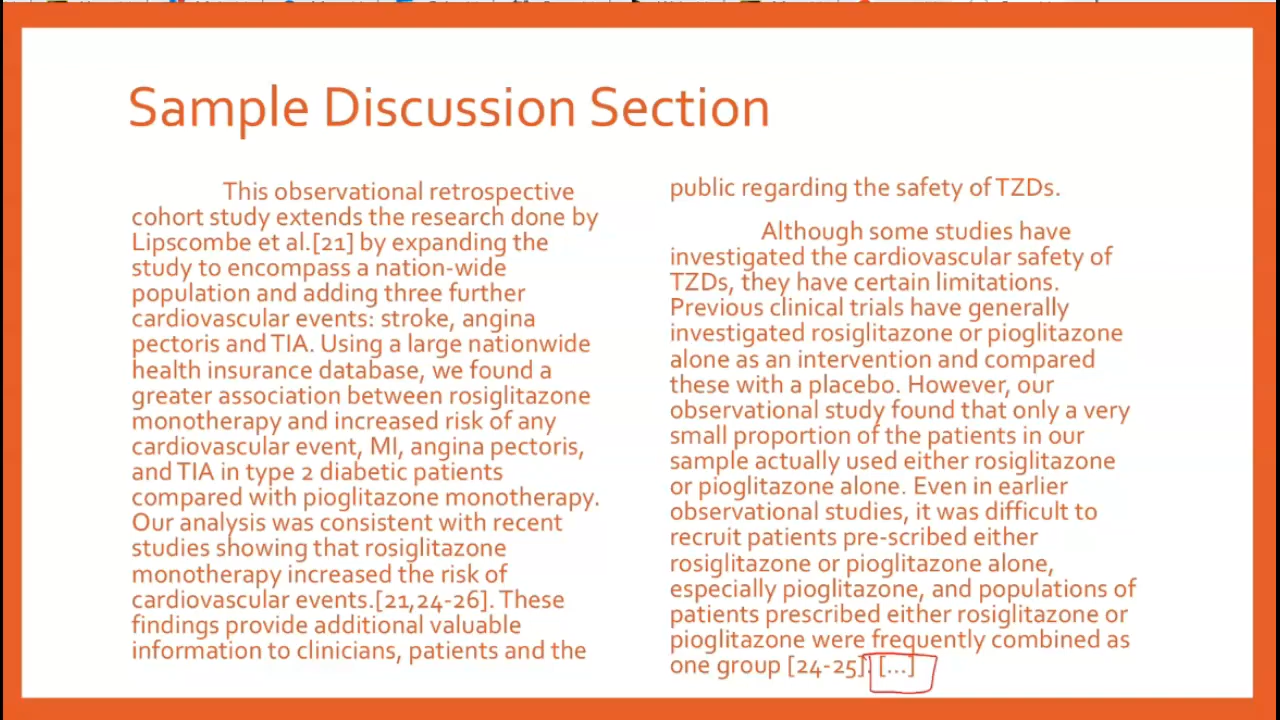 Sample Discussion Section
This observational retrospective
cohort study extends the research done by
Lipscombe et al.[21] by expanding the
study to encompass a nation-wide
population and adding three further
cardiovascular events: stroke, angina
pectoris and TIA. Using a large nationwide
health insurance database, we found a
greater association between rosiglitazone
monotherapy and increased risk of any
cardiovascular event, MI, angina pectoris,
and TIA in type 2 diabetic patients
compared with pioglitazone monotherapy.
Our analysis was consistent with recent
studies showing that rosiglitazone
monotherapy increased the risk of
cardiovascular events.[21,24-26]. These
findings provide additional valuable
information to clinicians, patients and the
public regarding the safety of TZDs.
Although some studies have
investigated the cardiovascular safety of
TZDs, they have certain limitations.
Previous clinical trials have generally
investigated rosiglitazone or pioglitazone
alone as an intervention and compared
these with a placebo. However, our
observational study found that only a very
small proportion of the patients in our
sample actually used either rosiglitazone
or pioglitazone alone. Even in earlier
observational studies, it was difficult to
recruit patients pre-scribed either
rosiglitazone or pioglitazone alone,
especially pioglitazone, and populations of
patients prescribed either rosiglitazone or
pioglitazone were frequently combined as
one group [24-25]. [...]